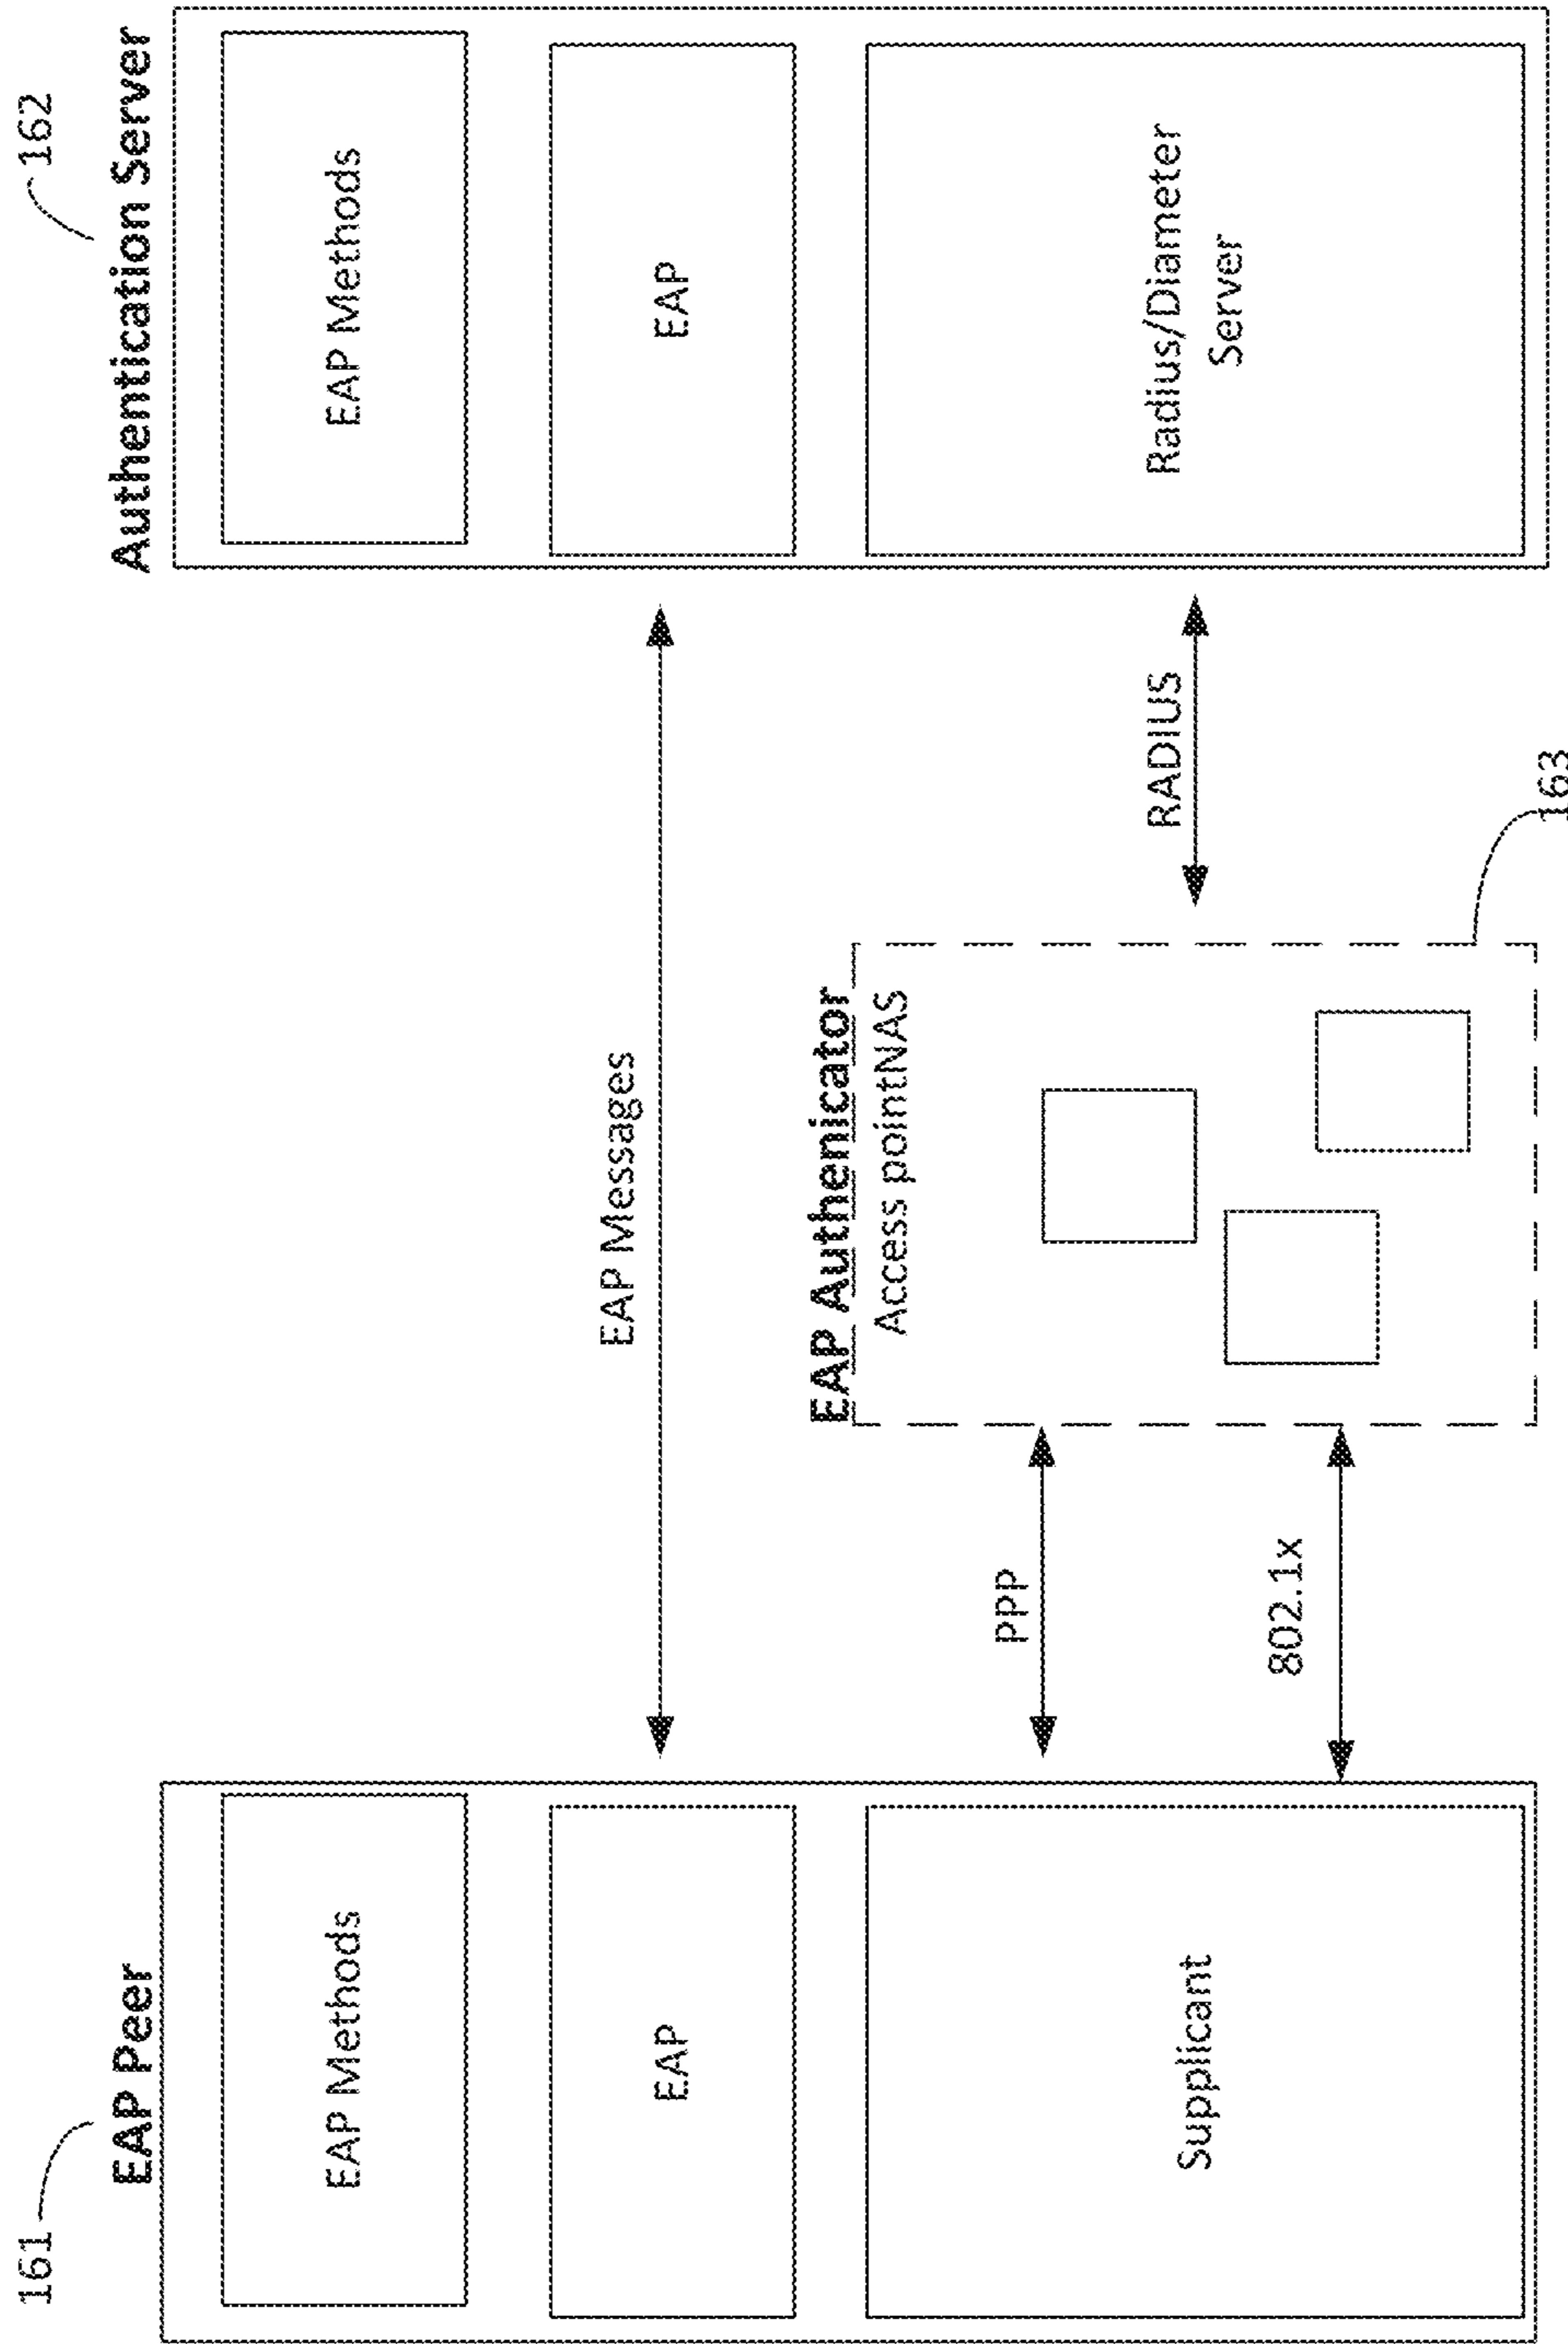 161
EAP Peer
EAP Methods
EAP
Supplicant
EAP Messages
PPP
802.1x
EAP Authenicator
Access pointNAS
163
RADIUS
162
Authentication Server
EAP Methods
EAP
Radius/Diameter
Server